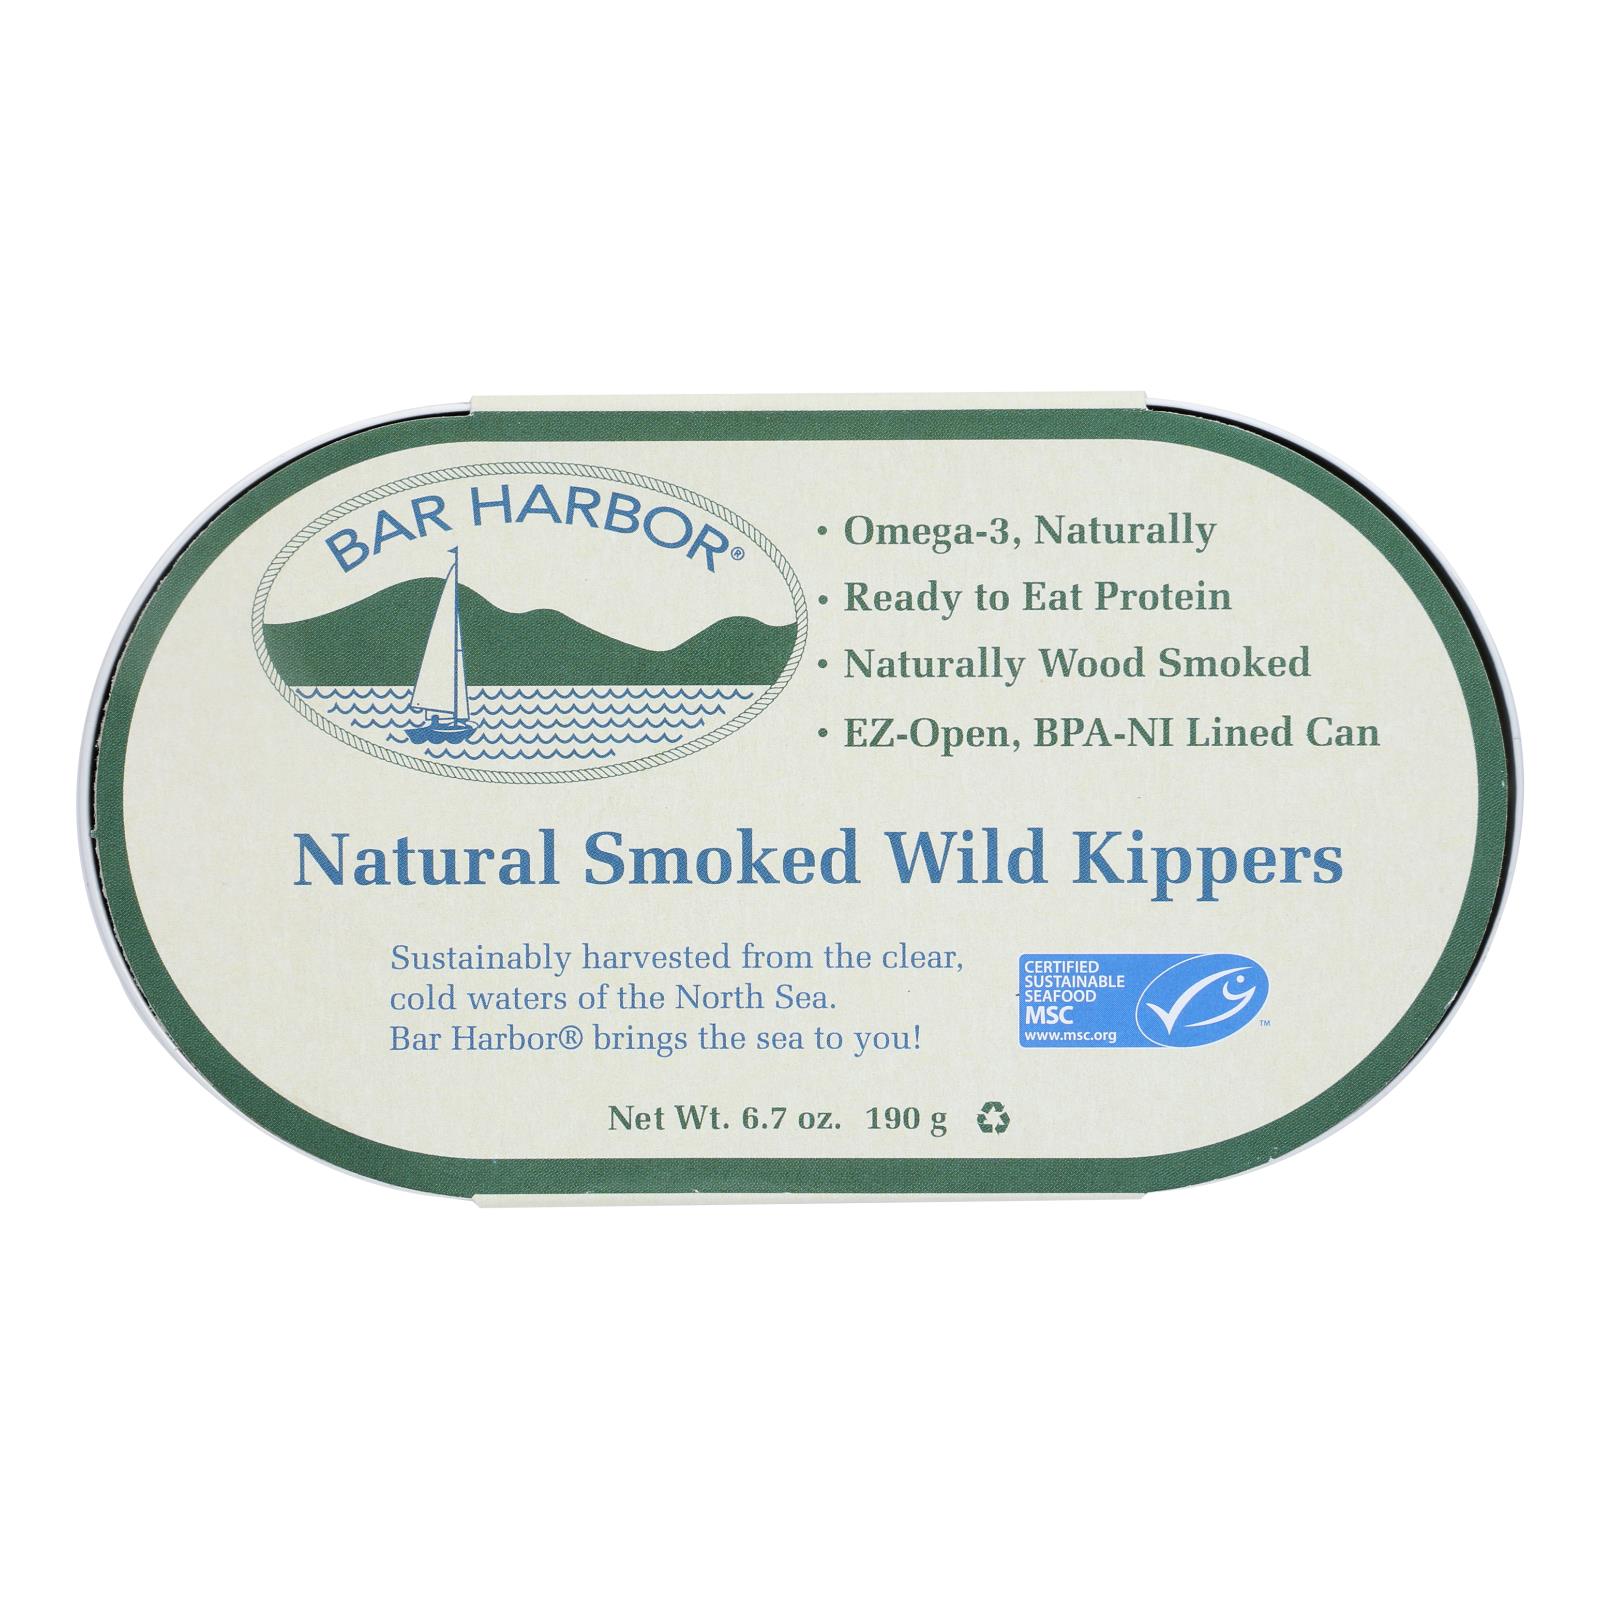 BAR HARBOR®
• Omega-3, Naturally
• Ready to Eat Protein
• Naturally Wood Smoked
• EZ-Open, BPA-NI Lined Can
Natural Smoked Wild Kippers
Sustainably harvested from the clear,
cold waters of the North Sea.
Bar Harbor® brings the sea to you!
CERTIFIED
SUSTAINABLE
SEAFOOD
MSC
www.msc.org
™
Net Wt. 6.7 oz. 190 g